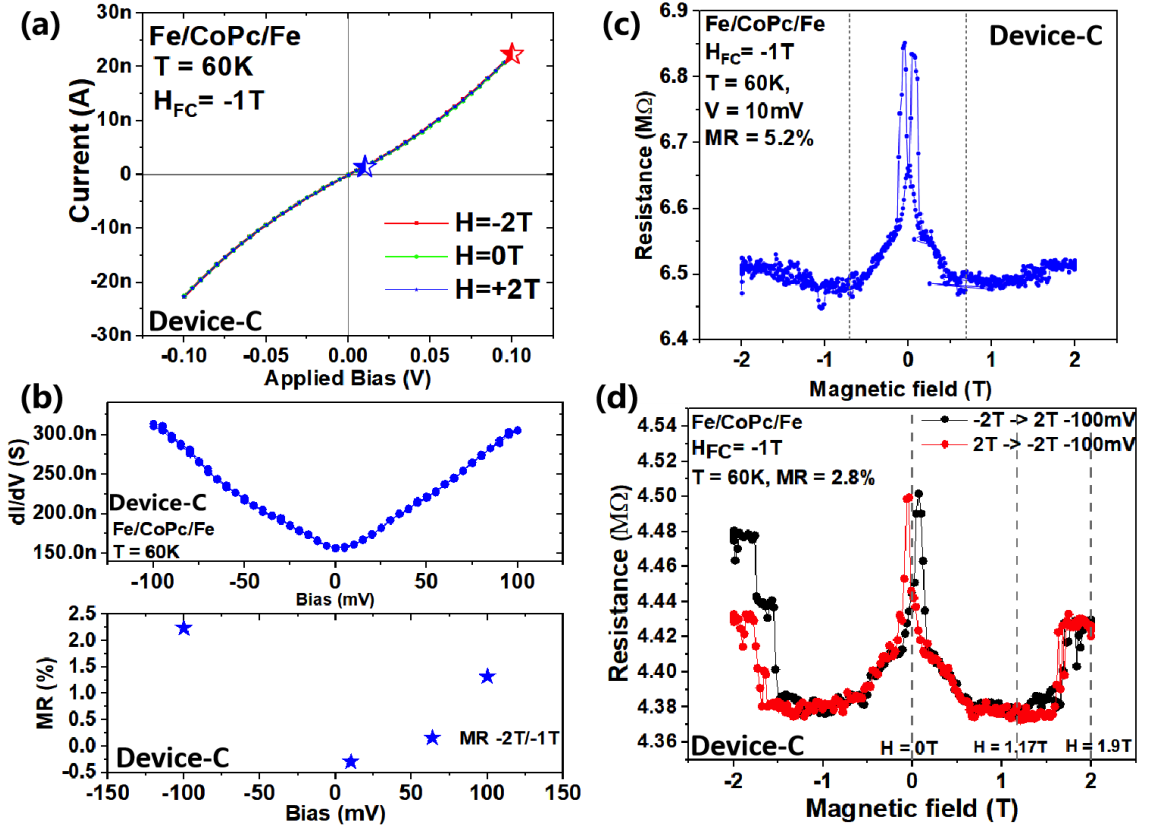 (a)
Fe/CoPc/Fe
T = 60K
H_FC= -1T
H=-2T
H=0T
H=+2T
Device-C
Current (A)
30n
20n
10n
0
-10n
-20n
-30n
-0.10
-0.05
0.00
0.05
0.10
Applied Bias (V)
(b)
Device-C
Fe/CoPc/Fe
T = 60K
dI/dV (S)
300.0n
250.0n
200.0n
150.0n
-100
-50
0
50
100
Bias (mV)
MR (%)
2.5
2.0
1.5
1.0
0.5
0.0
-0.5
MR -2T/-1T
Device-C
-150
-100
-50
0
50
100
150
Bias (mV)
(c)
Fe/CoPc/Fe
H_FC= -1T
T = 60K,
V = 10mV
MR = 5.2%
Device-C
Resistance (MΩ)
6.9
6.8
6.7
6.6
6.5
6.4
-2
-1
0
1
2
Magnetic field (T)
(d)
Fe/CoPc/Fe
H_FC= -1T
T = 60K, MR = 2.8%
-2T -> 2T -100mV
2T -> -2T -100mV
Resistance (MΩ)
4.54
4.52
4.50
4.48
4.46
4.44
4.42
4.40
4.38
4.36
Device-C
H = 0T
H = 1.17T
H = 1.9T
-2
-1
0
1
2
Magnetic field (T)